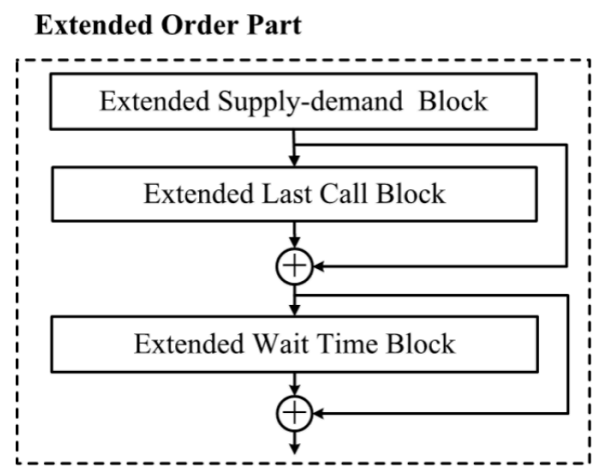 Extended Order Part
Extended Supply-demand Block
Extended Last Call Block
Extended Wait Time Block